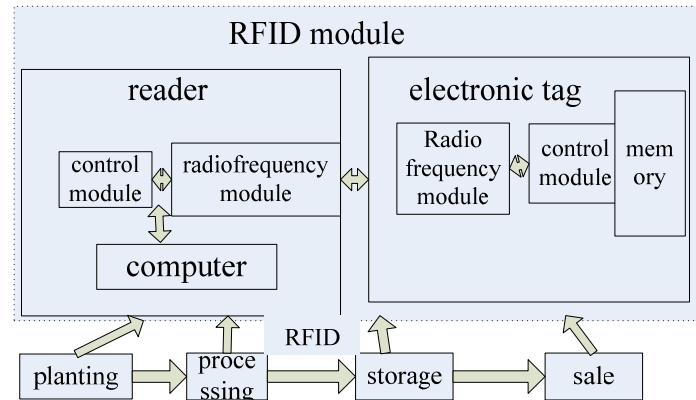 RFID module
reader
control
module
radiofrequency
module
computer
electronic tag
Radio
frequency
module
control
module
mem
ory
RFID
planting
proce
ssing
storage
sale